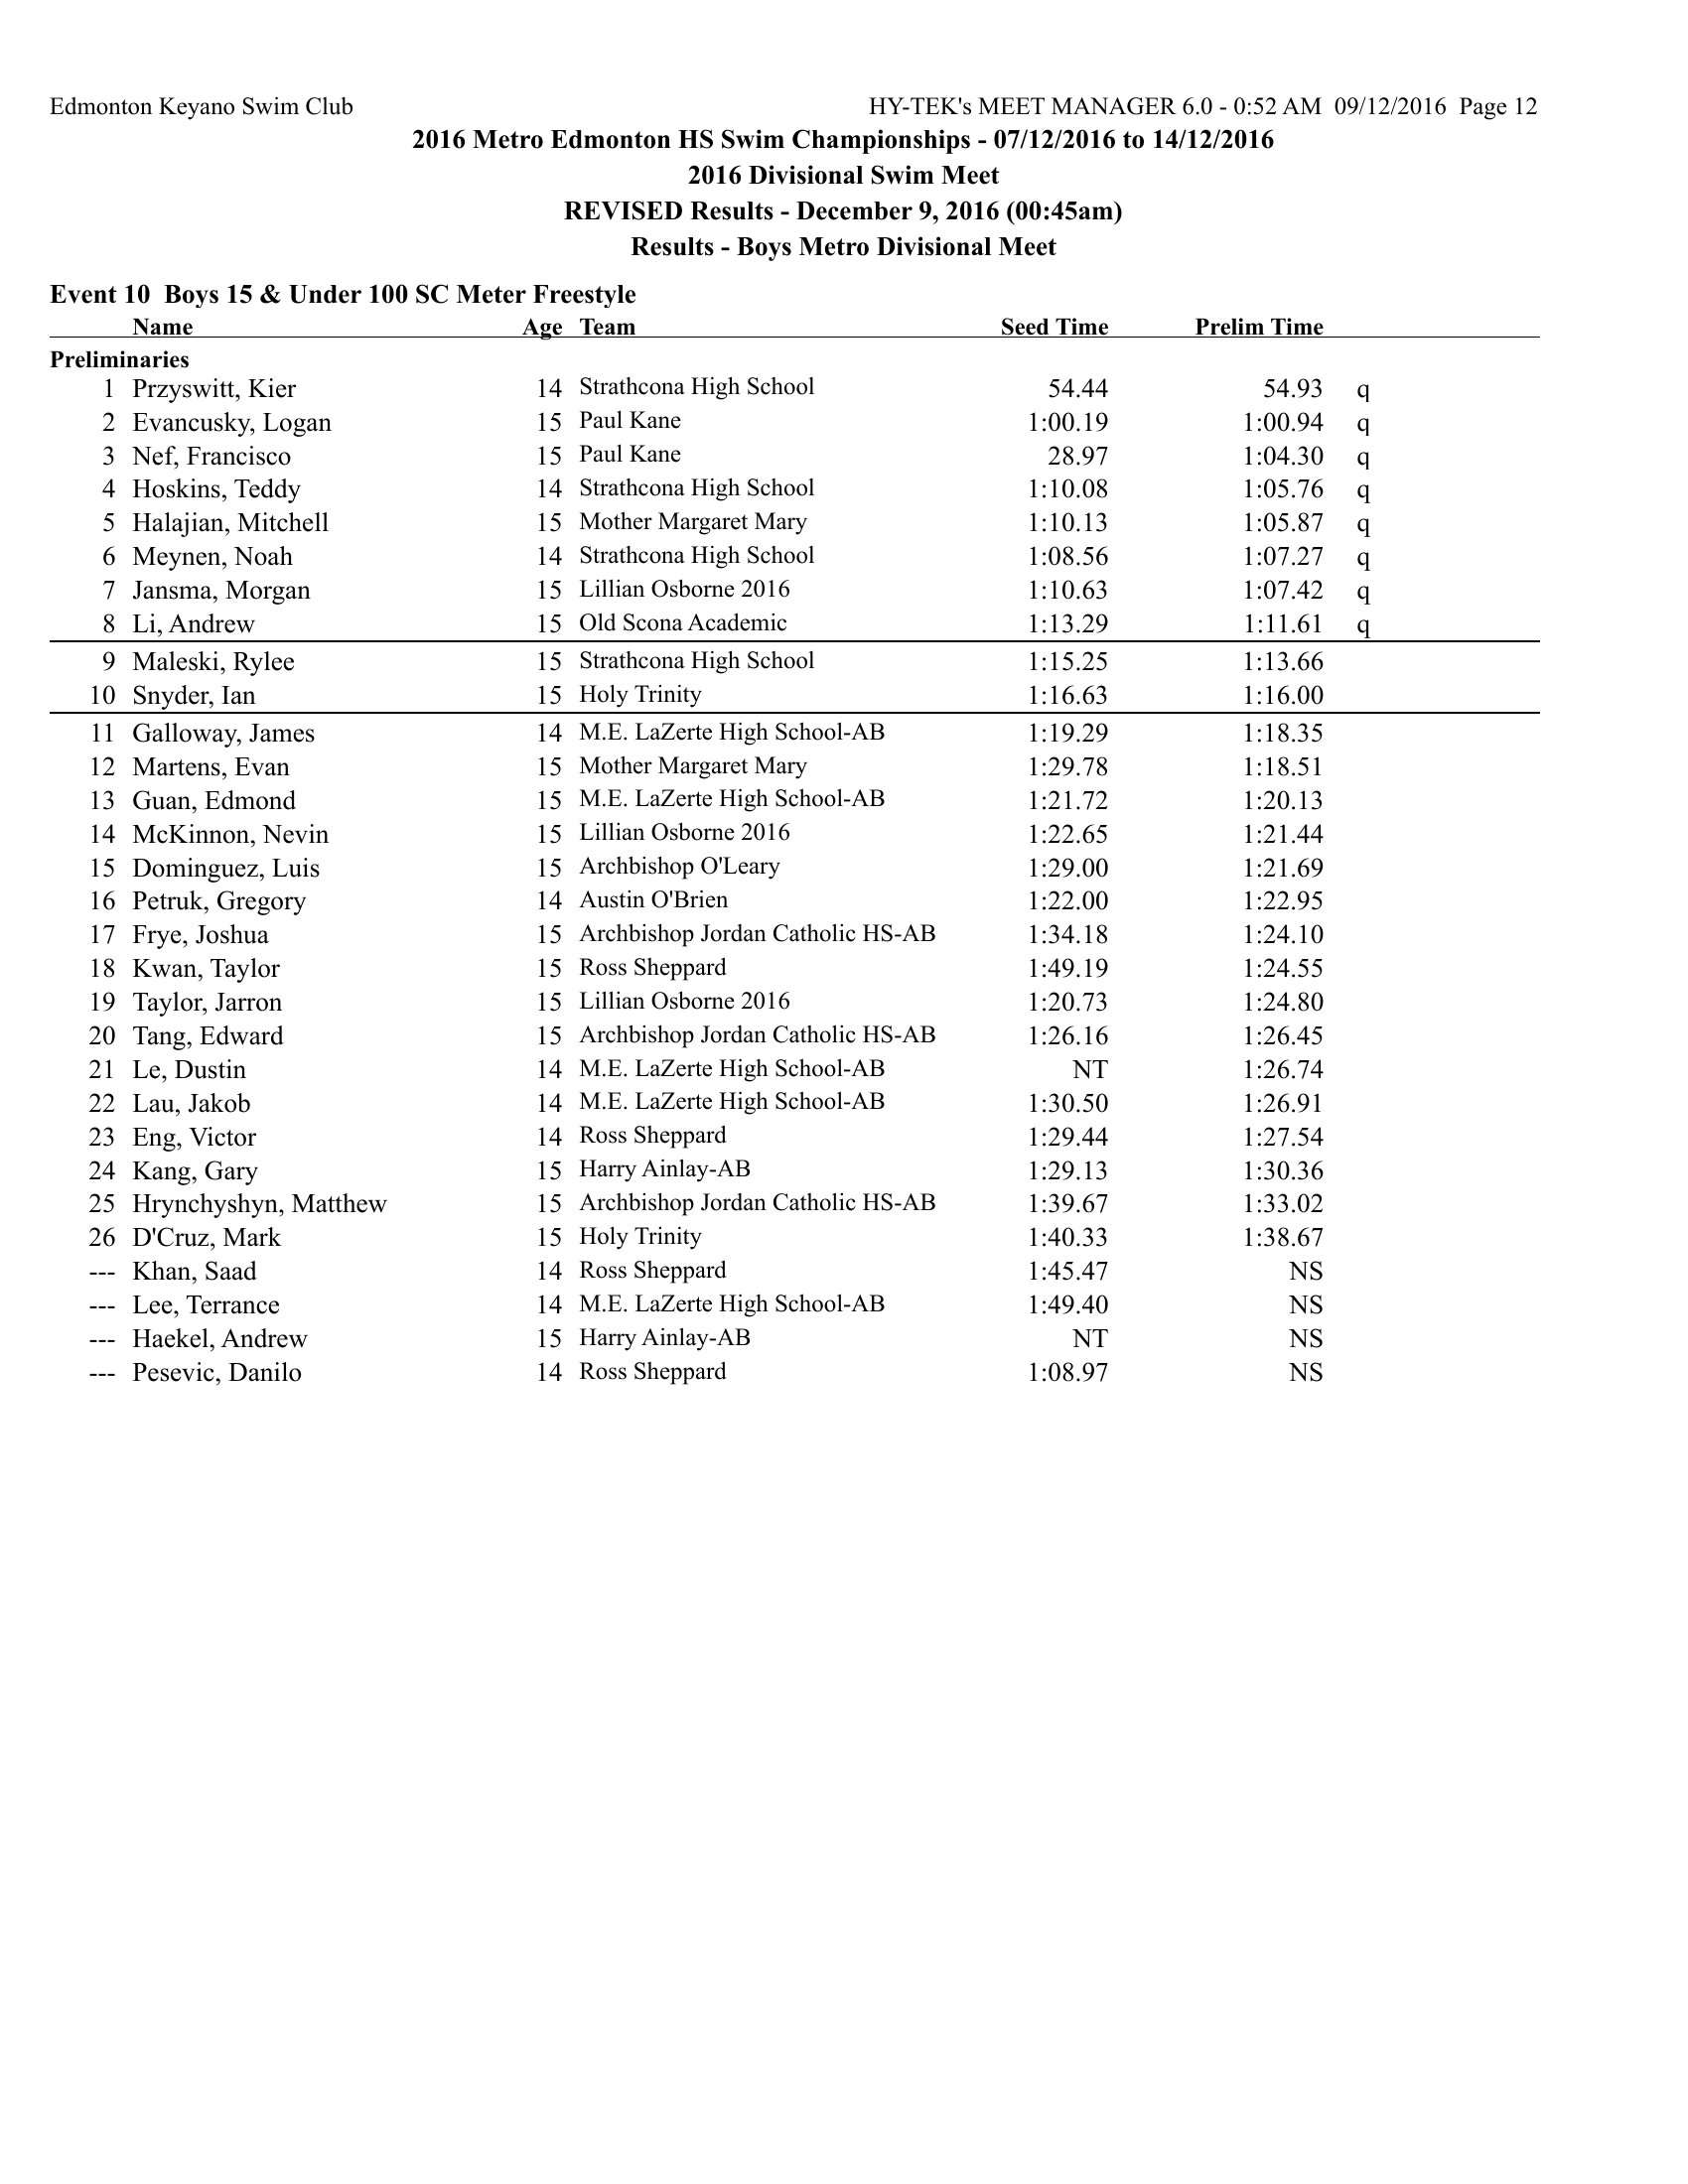 Edmonton Keyano Swim Club HY-TEK's MEET MANAGER 6.0 - 0:52 AM 09/12/2016 Page 12
2016 Metro Edmonton HS Swim Championships - 07/12/2016 to 14/12/2016
2016 Divisional Swim Meet
REVISED Results - December 9, 2016 (00:45am)
Results - Boys Metro Divisional Meet
Event 10 Boys 15 & Under 100 SC Meter Freestyle
Name Age Team Seed Time Prelim Time
Preliminaries
1 Przyswitt, Kier 14 Strathcona High School 54.44 54.93 q
2 Evancusky, Logan 15 Paul Kane 1:00.19 1:00.94 q
3 Nef, Francisco 15 Paul Kane 28.97 1:04.30 q
4 Hoskins, Teddy 14 Strathcona High School 1:10.08 1:05.76 q
5 Halajian, Mitchell 15 Mother Margaret Mary 1:10.13 1:05.87 q
6 Meynen, Noah 14 Strathcona High School 1:08.56 1:07.27 q
7 Jansma, Morgan 15 Lillian Osborne 2016 1:10.63 1:07.42 q
8 Li, Andrew 15 Old Scona Academic 1:13.29 1:11.61 q
9 Maleski, Rylee 15 Strathcona High School 1:15.25 1:13.66
10 Snyder, Ian 15 Holy Trinity 1:16.63 1:16.00
11 Galloway, James 14 M.E. LaZerte High School-AB 1:19.29 1:18.35
12 Martens, Evan 15 Mother Margaret Mary 1:29.78 1:18.51
13 Guan, Edmond 15 M.E. LaZerte High School-AB 1:21.72 1:20.13
14 McKinnon, Nevin 15 Lillian Osborne 2016 1:22.65 1:21.44
15 Dominguez, Luis 15 Archbishop O'Leary 1:29.00 1:21.69
16 Petruk, Gregory 14 Austin O'Brien 1:22.00 1:22.95
17 Frye, Joshua 15 Archbishop Jordan Catholic HS-AB 1:34.18 1:24.10
18 Kwan, Taylor 15 Ross Sheppard 1:49.19 1:24.55
19 Taylor, Jarron 15 Lillian Osborne 2016 1:20.73 1:24.80
20 Tang, Edward 15 Archbishop Jordan Catholic HS-AB 1:26.16 1:26.45
21 Le, Dustin 14 M.E. LaZerte High School-AB NT 1:26.74
22 Lau, Jakob 14 M.E. LaZerte High School-AB 1:30.50 1:26.91
23 Eng, Victor 14 Ross Sheppard 1:29.44 1:27.54
24 Kang, Gary 15 Harry Ainlay-AB 1:29.13 1:30.36
25 Hrynchyshyn, Matthew 15 Archbishop Jordan Catholic HS-AB 1:39.67 1:33.02
26 D'Cruz, Mark 15 Holy Trinity 1:40.33 1:38.67
--- Khan, Saad 14 Ross Sheppard 1:45.47 NS
--- Lee, Terrance 14 M.E. LaZerte High School-AB 1:49.40 NS
--- Haekel, Andrew 15 Harry Ainlay-AB NT NS
--- Pesevic, Danilo 14 Ross Sheppard 1:08.97 NS